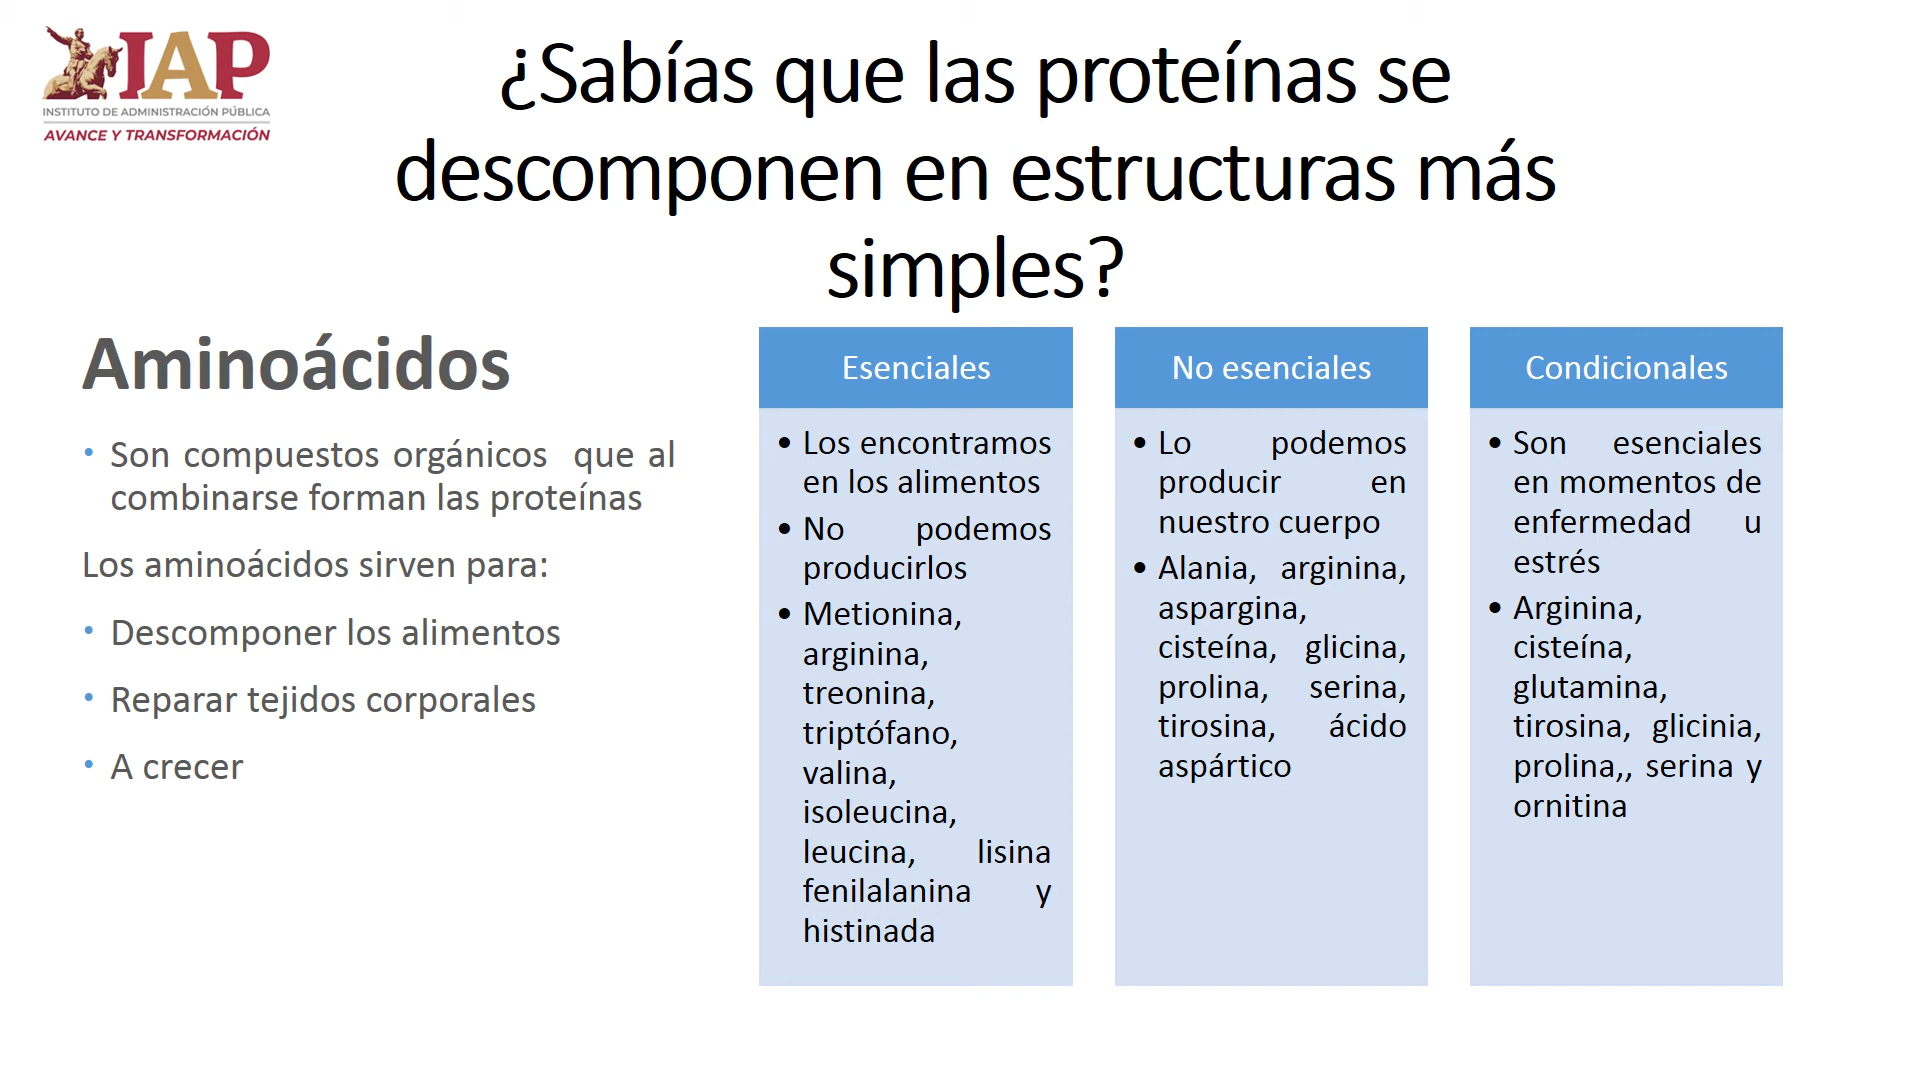 IAP
INSTITUTO DE ADMINISTRACIÓN PÚBLICA
AVANCE Y TRANSFORMACIÓN
¿Sabías que las proteínas se
descomponen en estructuras más
simples?
Aminoácidos
• Son compuestos orgánicos que al
combinarse forman las proteínas
Los aminoácidos sirven para:
• Descomponer los alimentos
• Reparar tejidos corporales
• A crecer
Esenciales
• Los encontramos
en los alimentos
• No podemos
producirlos
• Metionina,
arginina,
treonina,
triptófano,
valina,
isoleucina,
leucina, lisina
fenilalanina y
histinada
No esenciales
• Lo podemos
producir en
nuestro cuerpo
• Alania, arginina,
aspargina,
cisteína, glicina,
prolina, serina,
tirosina, ácido
aspártico
Condicionales
• Son esenciales
en momentos de
enfermedad u
estrés
• Arginina,
cisteína,
glutamina,
tirosina, glicinia,
prolina,, serina y
ornitina